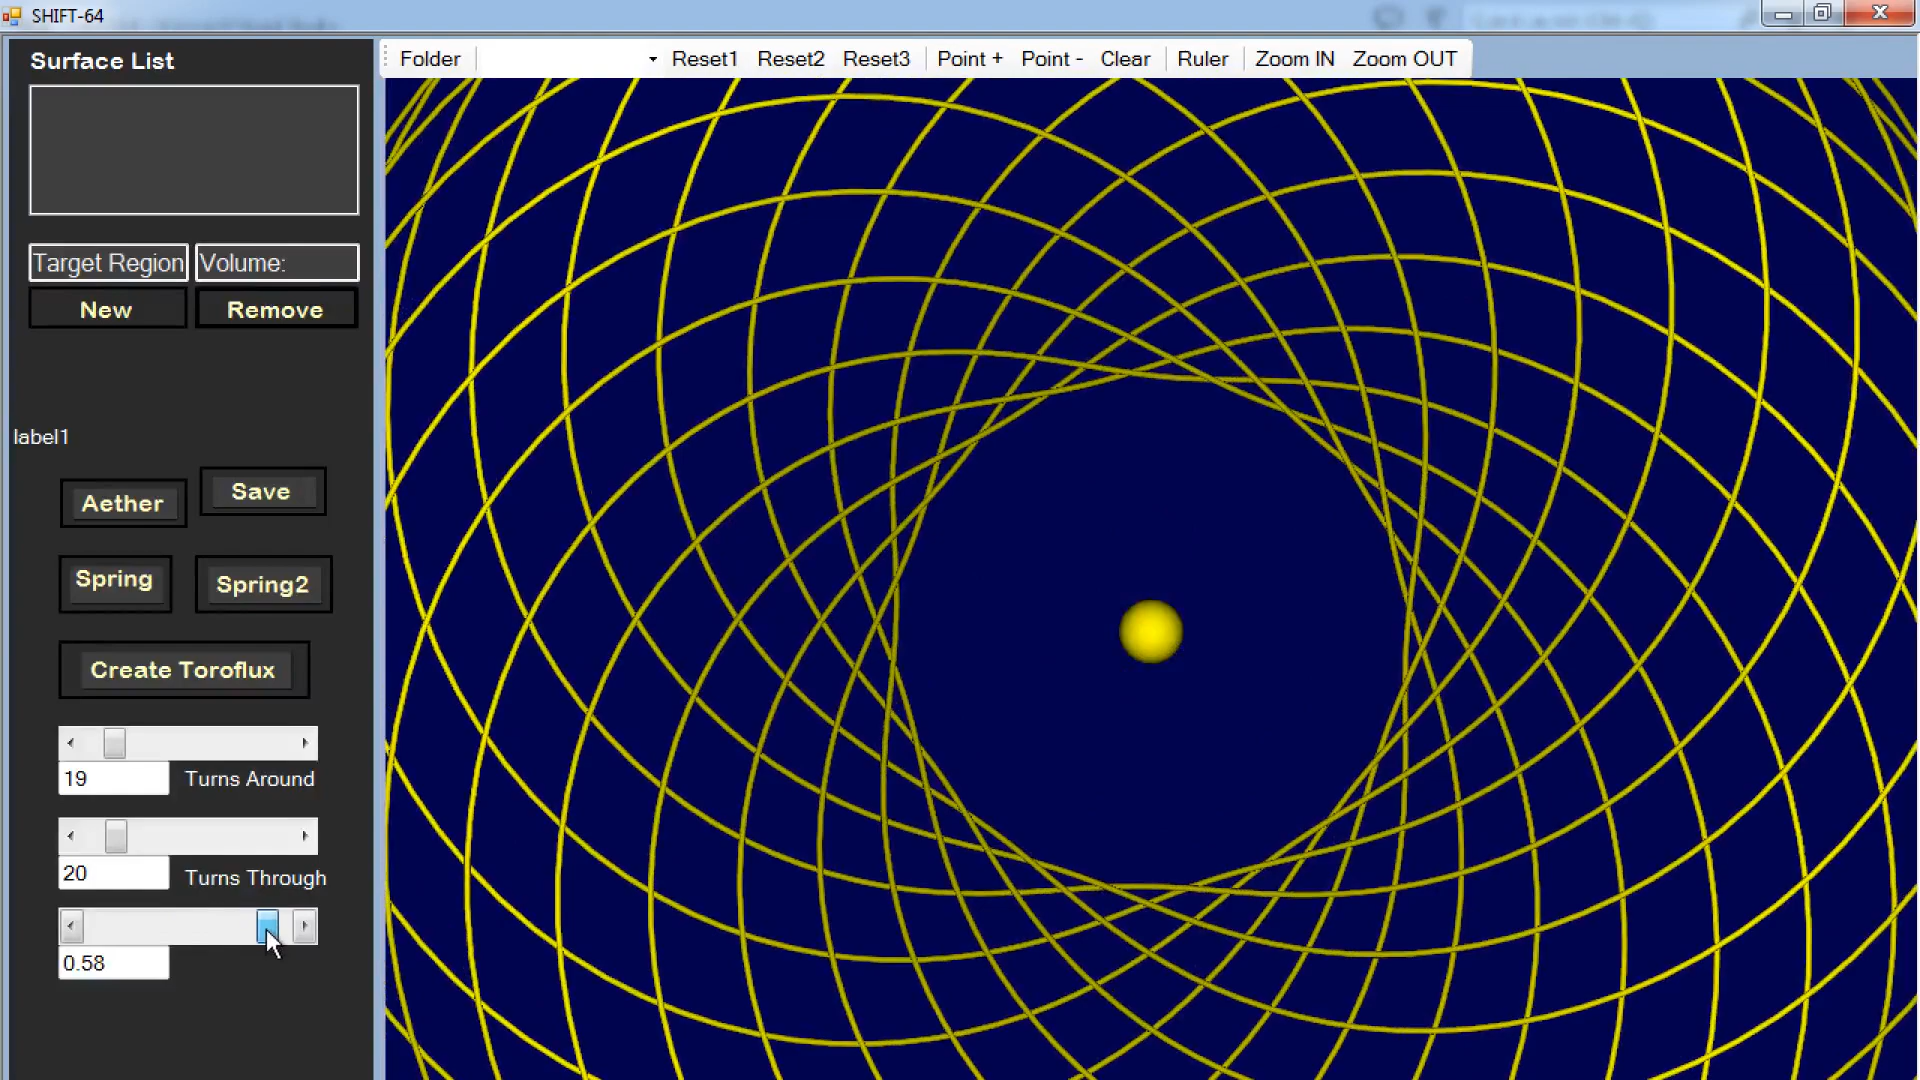 SHIFT-64
Surface List
Folder Reset1 Reset2 Reset3 Point + Point - Clear Ruler Zoom IN Zoom OUT
Target Region Volume:
New Remove
label1
Aether Save
Spring Spring2
Create Toroflux
19 Turns Around
20 Turns Through
0.58